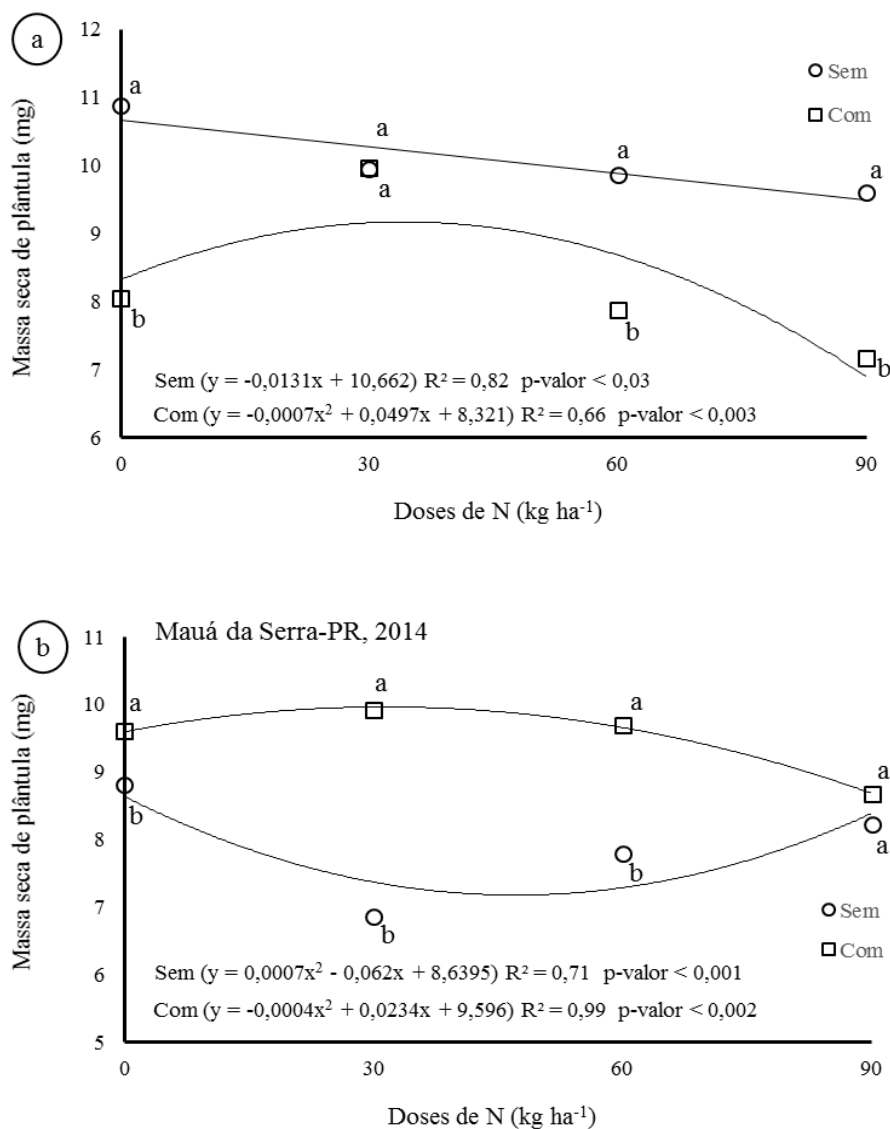 a
12
11
10
9
8
7
6
Massa seca de plântula (mg)
a
a
a
a
a
b
b
b
Sem
Com
Sem (y = -0,0131x + 10,662) R² = 0,82 p-valor < 0,03
Com (y = -0,0007x² + 0,0497x + 8,321) R² = 0,66 p-valor < 0,003
0 30 60 90
Doses de N (kg ha⁻¹)
b
Mauá da Serra-PR, 2014
11
10
9
8
7
6
5
Massa seca de plântula (mg)
a
a
a
a
b
b
b
a
Sem
Com
Sem (y = 0,0007x² - 0,062x + 8,6395) R² = 0,71 p-valor < 0,001
Com (y = -0,0004x² + 0,0234x + 9,596) R² = 0,99 p-valor < 0,002
0 30 60 90
Doses de N (kg ha⁻¹)